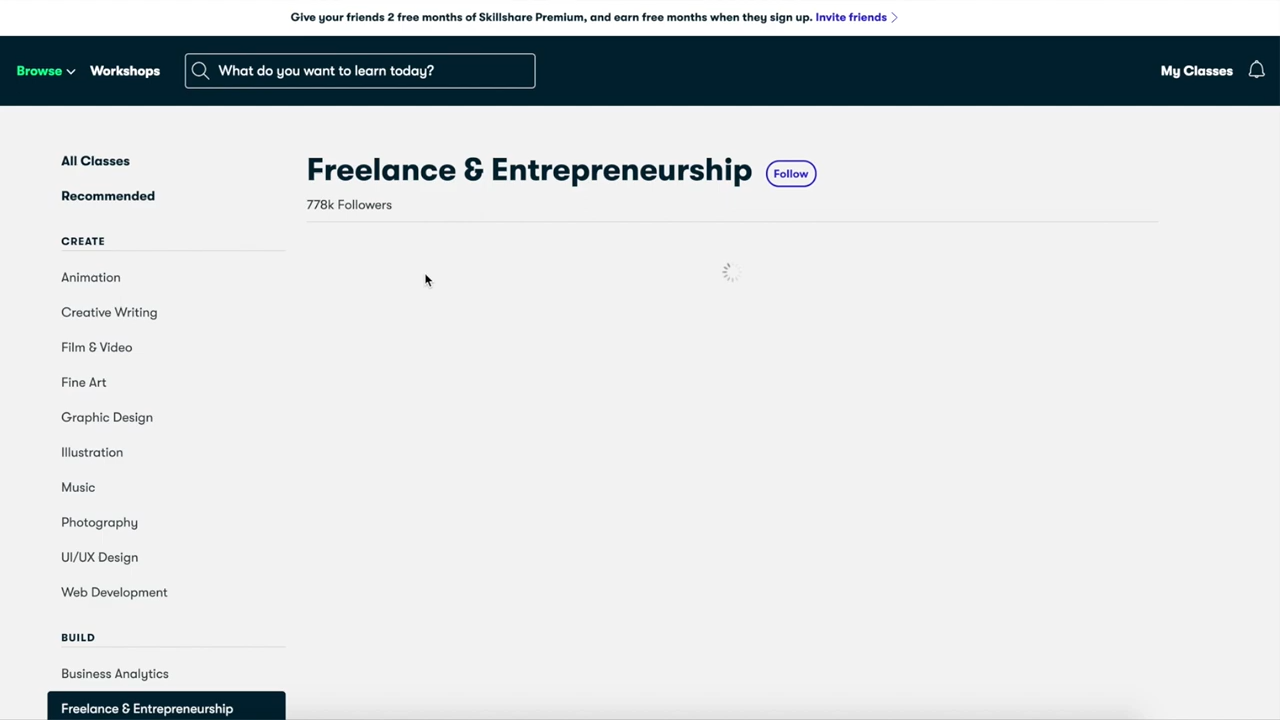 Give your friends 2 free months of Skillshare Premium, and earn free months when they sign up. Invite friends
Browse Workshops What do you want to learn today? My Classes
All Classes
Recommended
CREATE
Animation
Creative Writing
Film & Video
Fine Art
Graphic Design
Illustration
Music
Photography
UI/UX Design
Web Development
BUILD
Business Analytics
Freelance & Entrepreneurship
Freelance & Entrepreneurship Follow
778k Followers